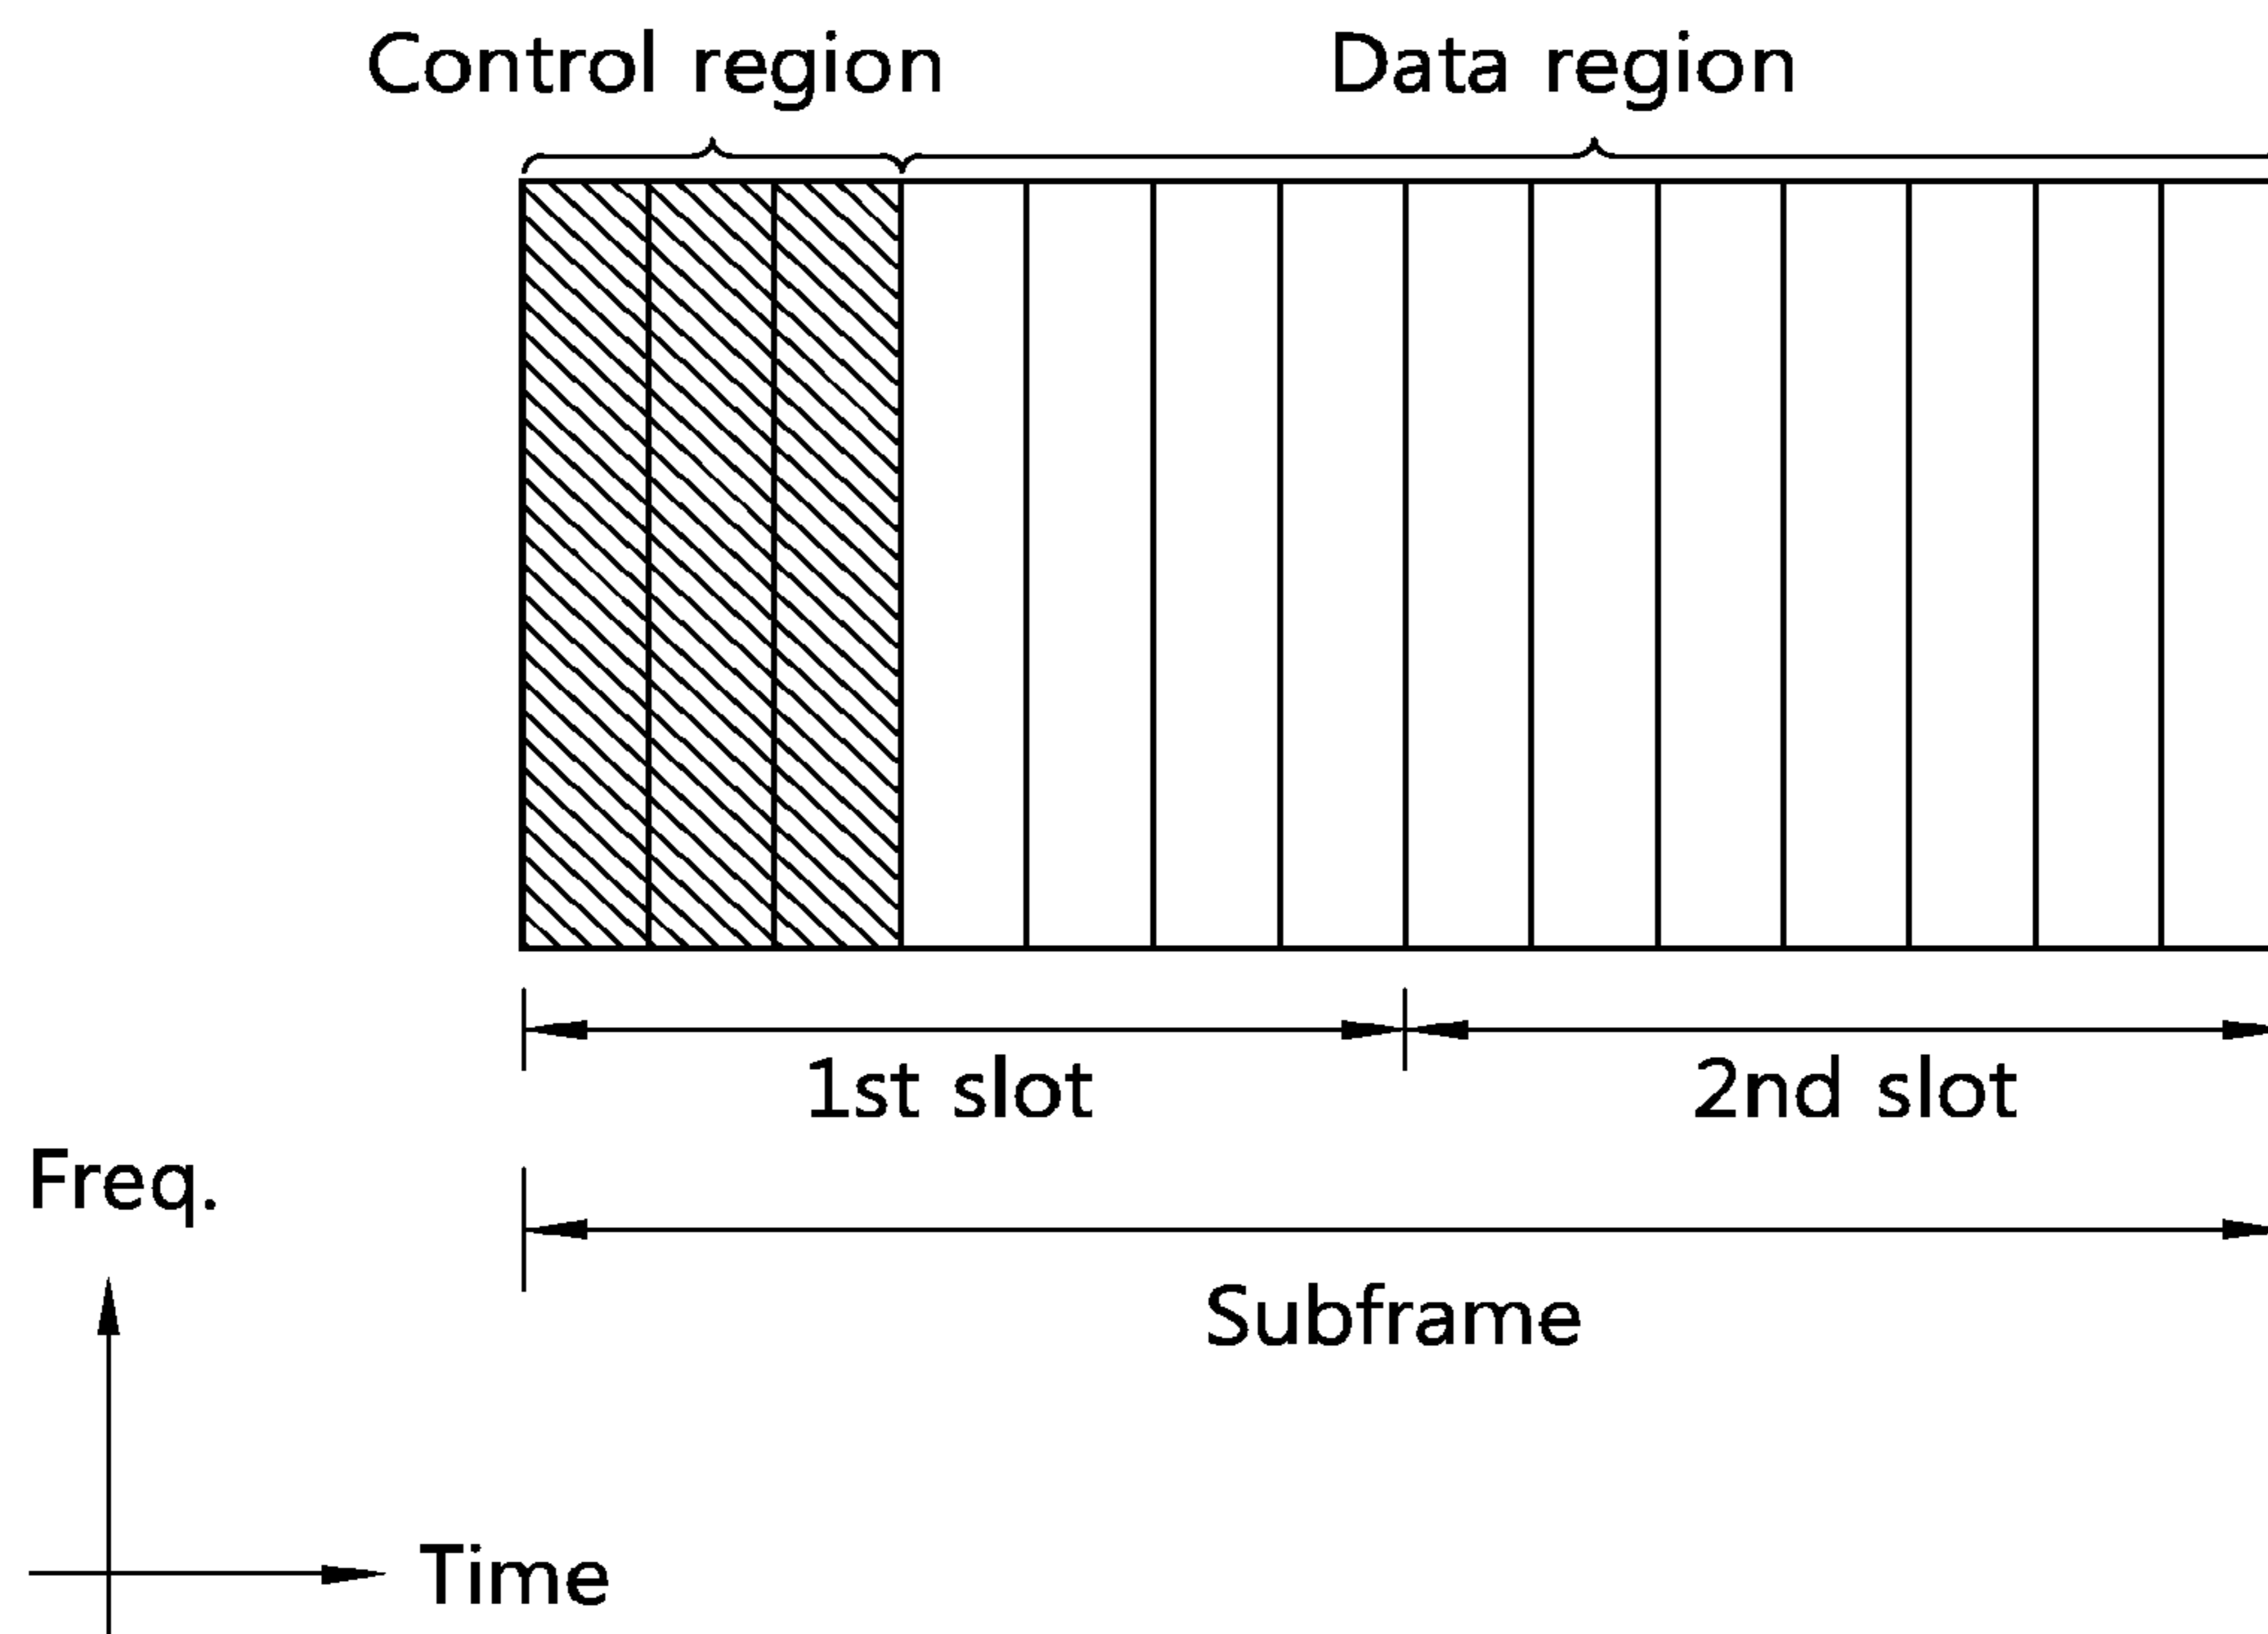 Control region
Data region
1st slot
2nd slot
Freq.
Subframe
Time